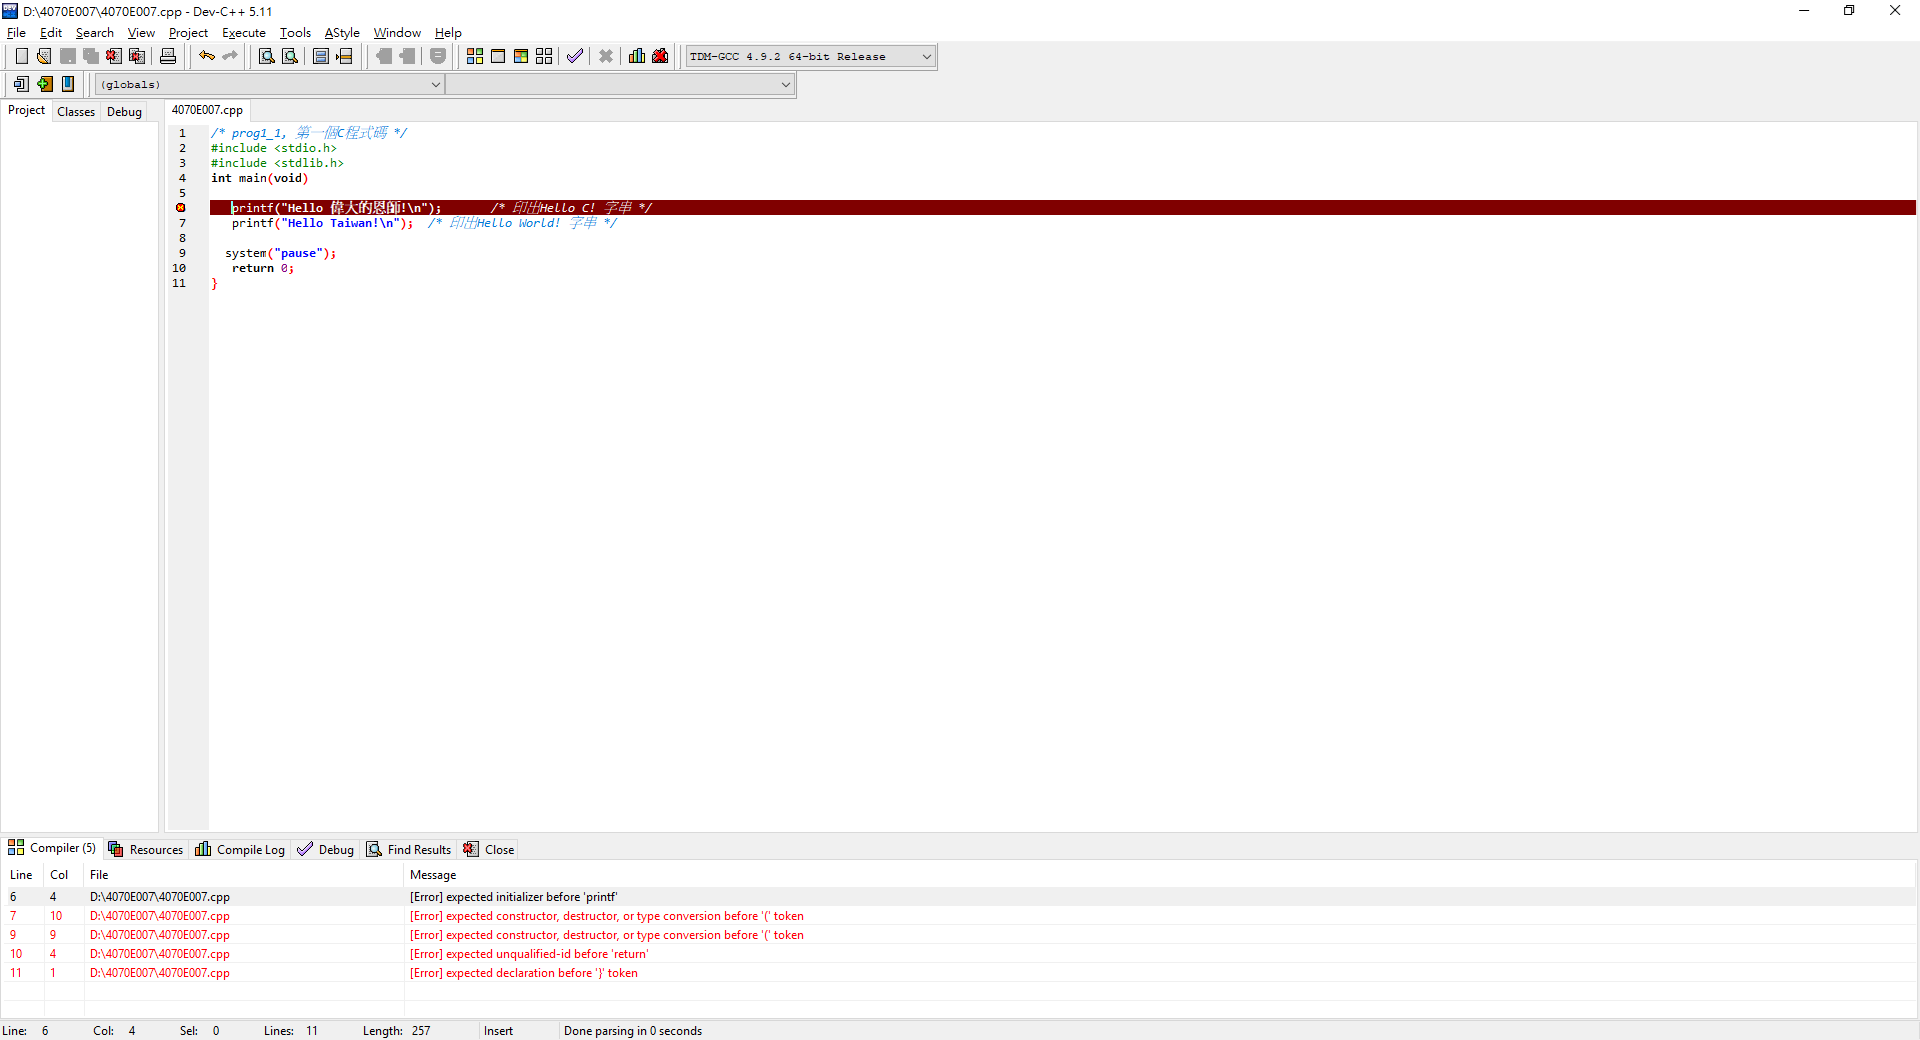 D:\4070E007\4070E007.cpp - Dev-C++ 5.11
File Edit Search View Project Execute Tools AStyle Window Help
TDM-GCC 4.9.2 64-bit Release
(globals)
Project Classes Debug 4070E007.cpp
1 /* prog1_1, 第一個C程式碼 */
2 #include <stdio.h>
3 #include <stdlib.h>
4 int main(void)
5
printf("Hello 偉大的恩師!\n"); /* 印出Hello C! 字串 */
7 printf("Hello Taiwan!\n"); /* 印出Hello World! 字串 */
8
9 system("pause");
10 return 0;
11 }
Compiler (5) Resources Compile Log Debug Find Results Close
Line Col File Message
6 4 D:\4070E007\4070E007.cpp [Error] expected initializer before 'printf'
7 10 D:\4070E007\4070E007.cpp [Error] expected constructor, destructor, or type conversion before '(' token
9 9 D:\4070E007\4070E007.cpp [Error] expected constructor, destructor, or type conversion before '(' token
10 4 D:\4070E007\4070E007.cpp [Error] expected unqualified-id before 'return'
11 1 D:\4070E007\4070E007.cpp [Error] expected declaration before '}' token
Line: 6 Col: 4 Sel: 0 Lines: 11 Length: 257 Insert Done parsing in 0 seconds